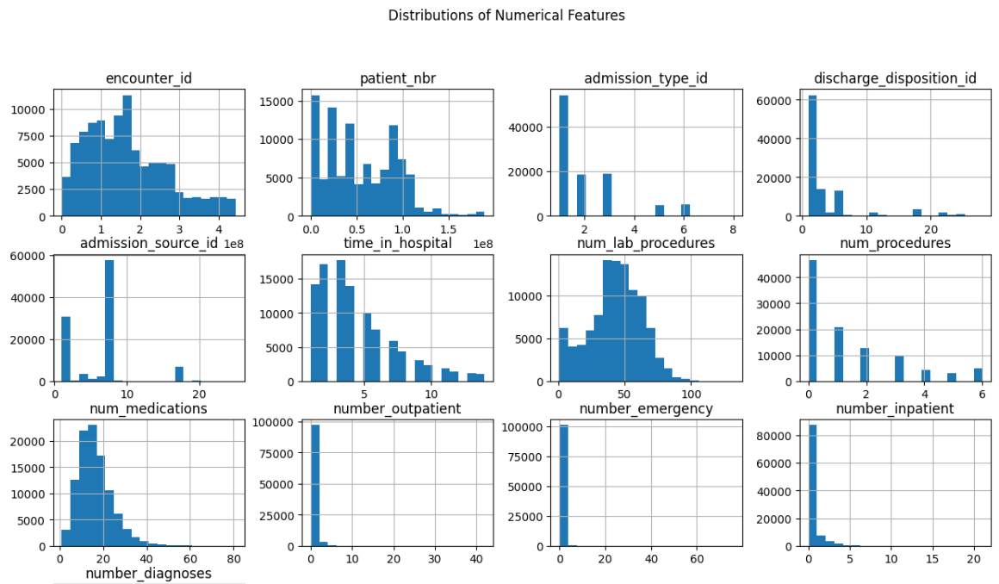 Distributions of Numerical Features
encounter_id patient_nbr admission_type_id discharge_disposition_id
10000 7500 5000 2500 0
15000 10000 5000 0
40000 20000 0
60000 40000 20000 0
0 1 2 3 4
0.0 0.5 1.0 1.5
2 4 6 8
0 10 20
admission_source_id 1e8 time_in_hospital 1e8 num_lab_procedures num_procedures
60000 40000 20000 0
15000 10000 5000 0
10000 5000 0
40000 30000 20000 10000 0
0 10 20
5 10
0 50 100
0 2 4 6
num_medications number_outpatient number_emergency number_inpatient
20000 15000 10000 5000 0
100000 75000 50000 25000 0
100000 75000 50000 25000 0
80000 60000 40000 20000 0
0 20 40 60 80
0 10 20 30 40
0 20 40 60
0 5 10 15 20
number_diagnoses